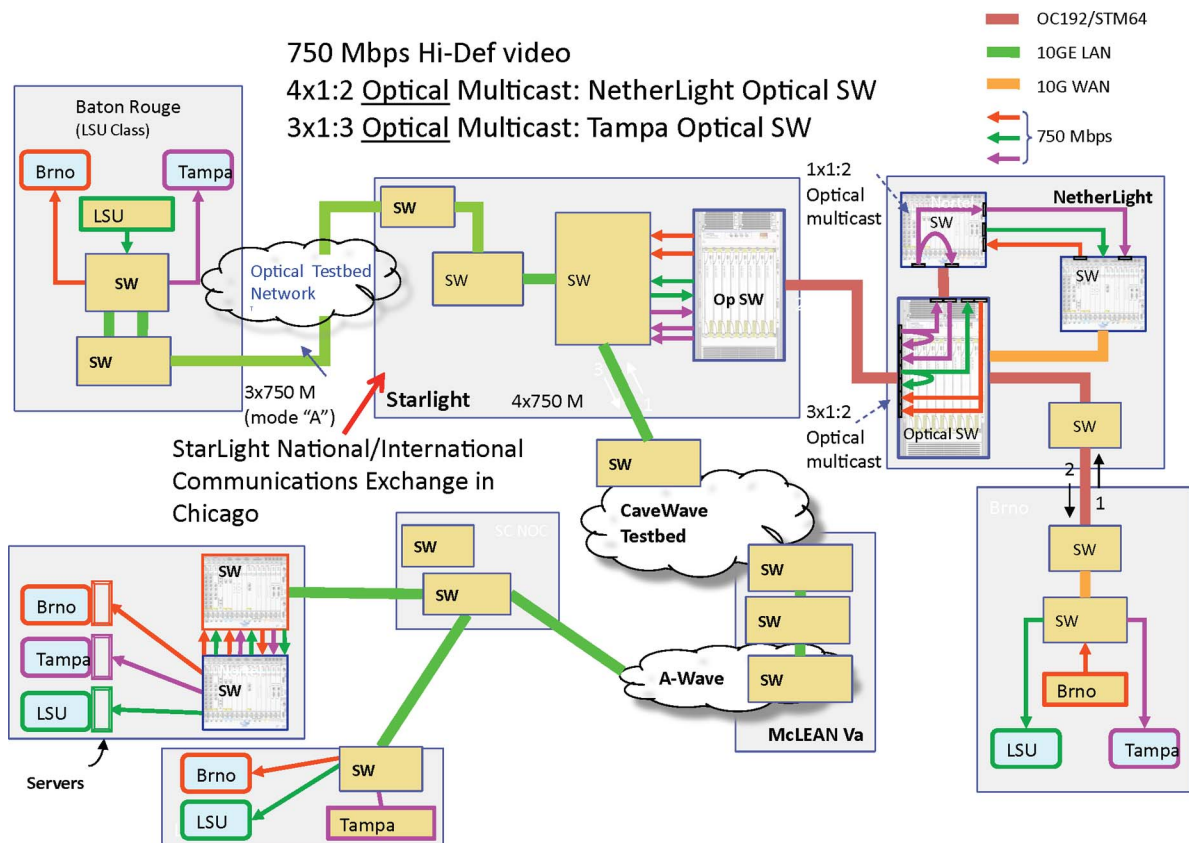 OC192/STM64
10GE LAN
10G WAN
750 Mbps
750 Mbps Hi-Def video
4x1:2 Optical Multicast: NetherLight Optical SW
3x1:3 Optical Multicast: Tampa Optical SW
Baton Rouge
(LSU Class)
Brno
Tampa
LSU
SW
SW
Optical Testbed
Network
3x750 M
(mode “A”)
SW
SW
SW
Op SW
Starlight
4x750 M
3
1
StarLight National/International
Communications Exchange in
Chicago
1x1:2
Optical
multicast
NetherLight
Nortel
SW
SW
3x1:2
Optical
multicast
Optical SW
SW
2
1
Brno
SW
SW
Brno
LSU
Tampa
SW
CaveWave
Testbed
SW
SW
SW
A-Wave
McLEAN Va
SC NOC
SW
SW
SW
SW
Brno
Tampa
LSU
Servers
SW
Brno
LSU
Tampa